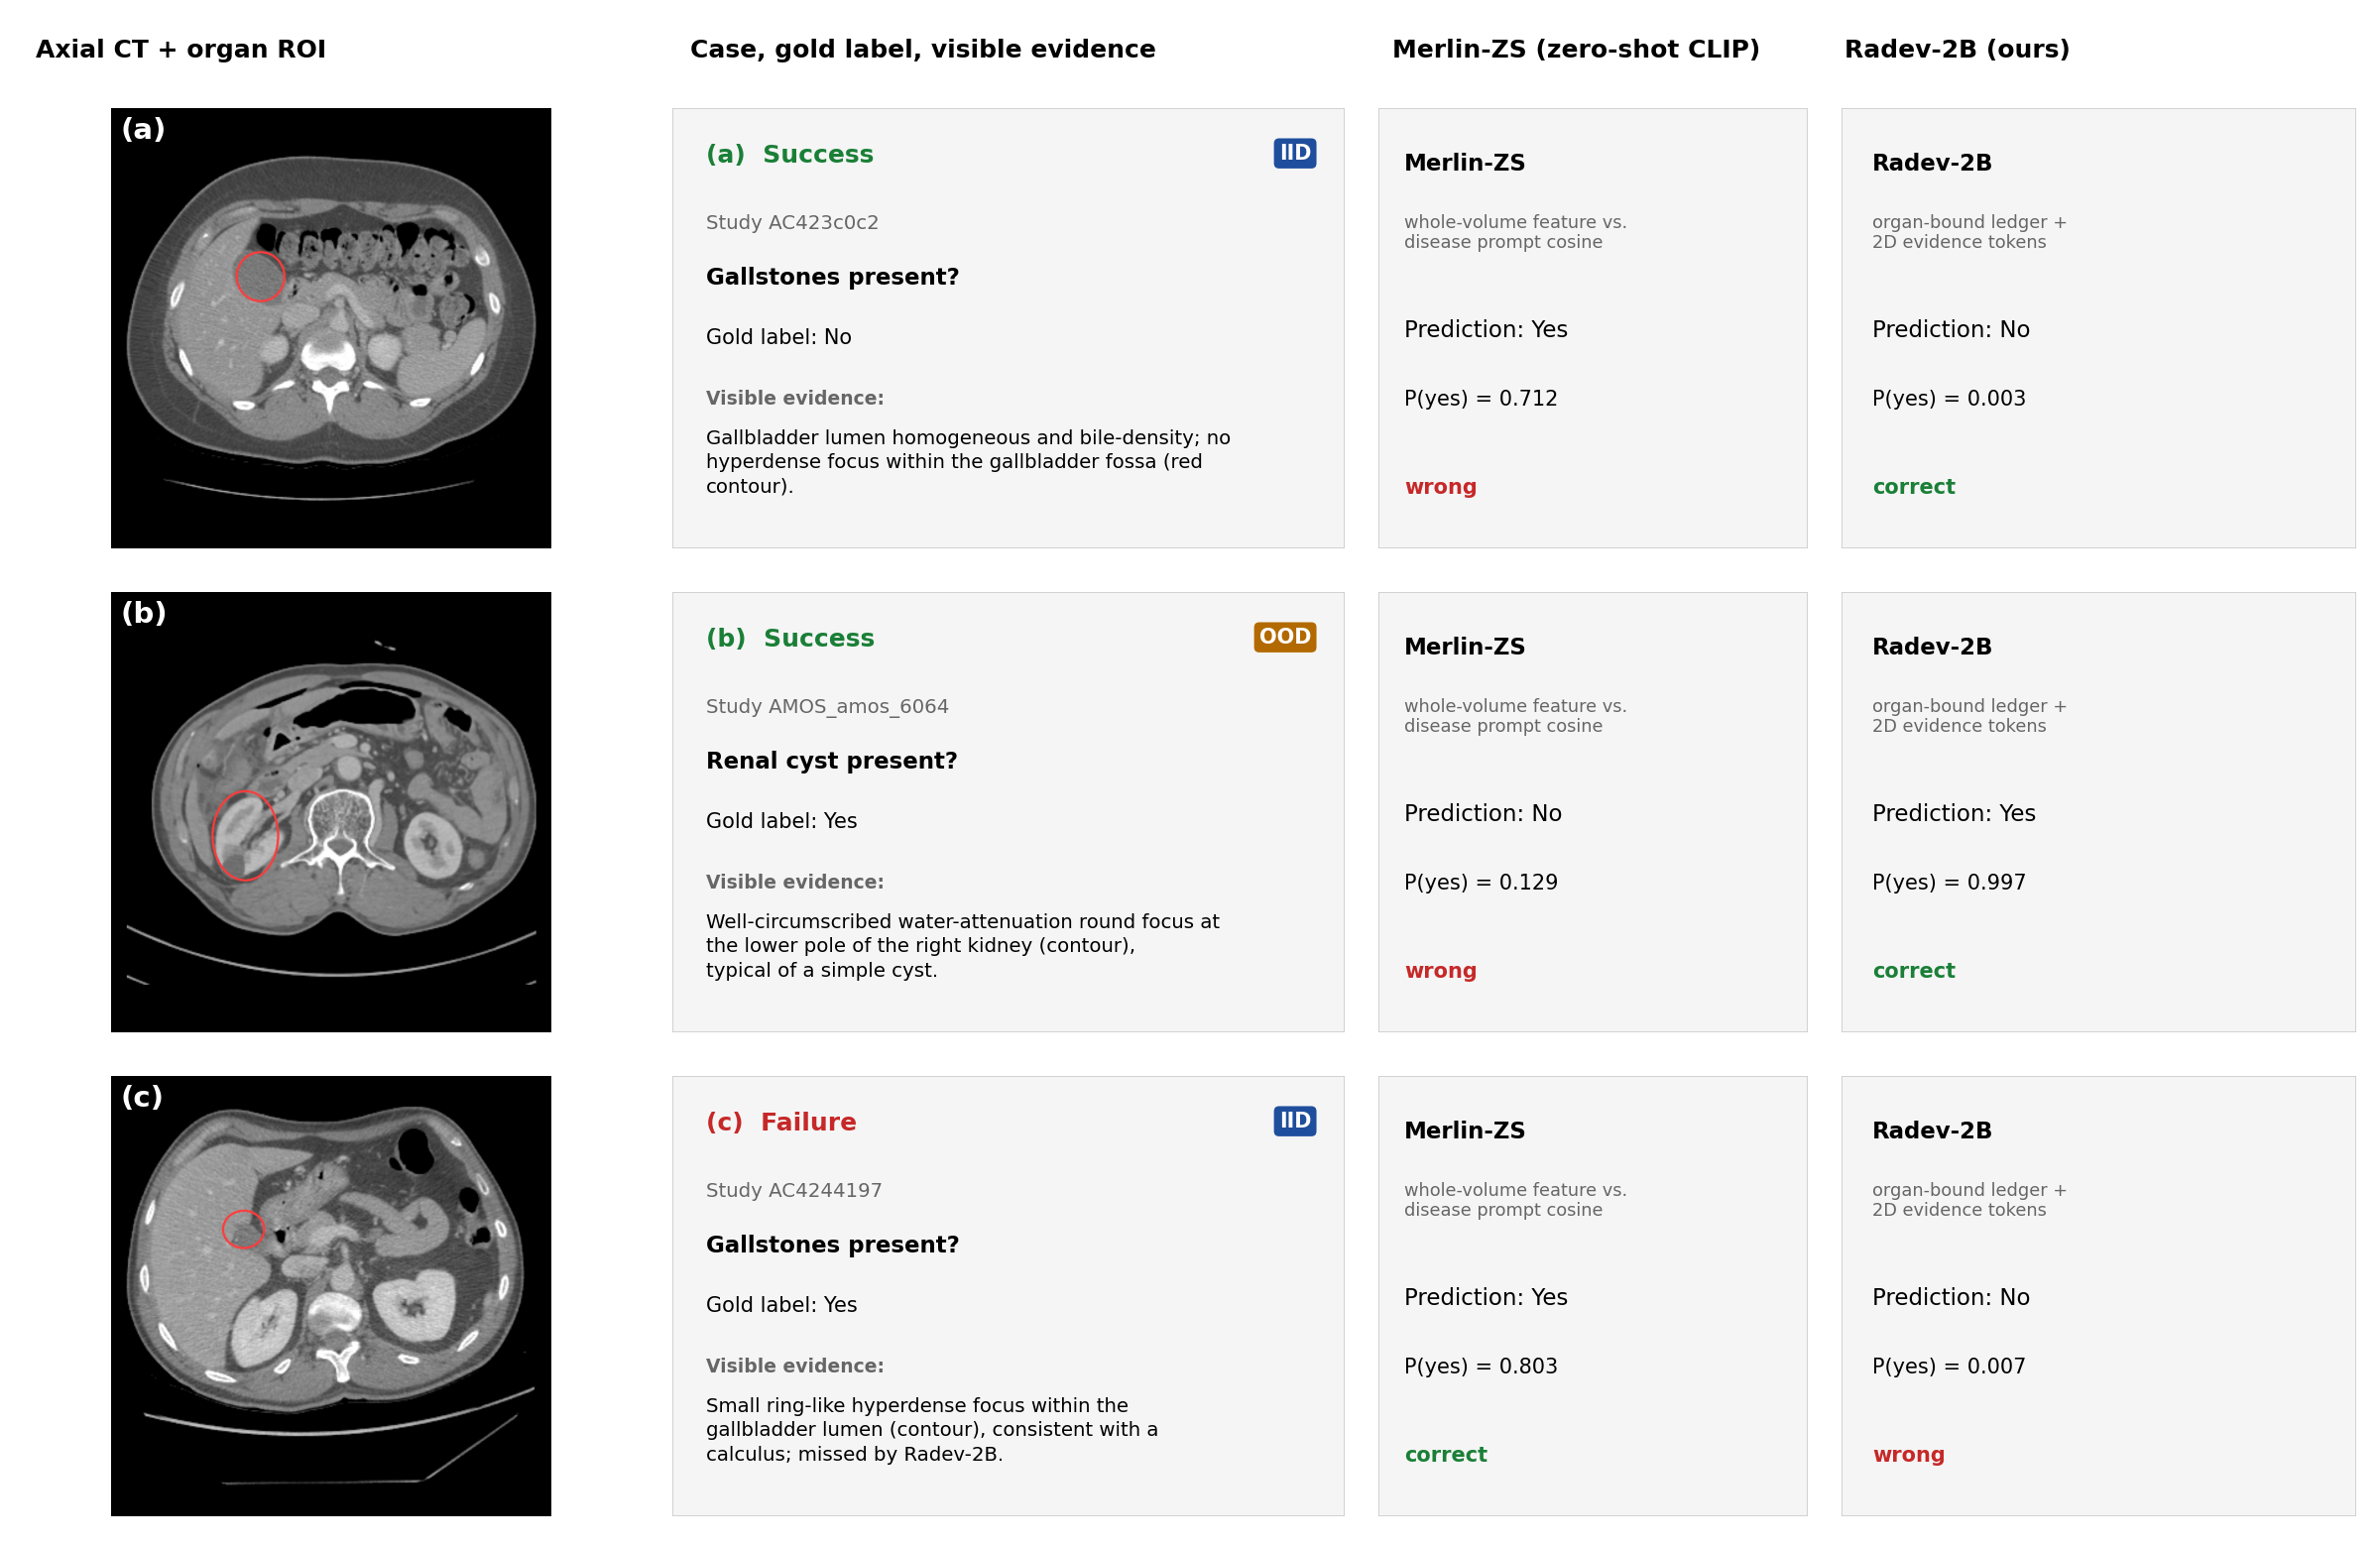 Axial CT + organ ROI
Case, gold label, visible evidence
Merlin-ZS (zero-shot CLIP)
Radev-2B (ours)
(a)
(a) Success
IID
Study AC423c0c2
Gallstones present?
Gold label: No
Visible evidence:
Gallbladder lumen homogeneous and bile-density; no
hyperdense focus within the gallbladder fossa (red
contour).
Merlin-ZS
whole-volume feature vs.
disease prompt cosine
Prediction: Yes
P(yes) = 0.712
wrong
Radev-2B
organ-bound ledger +
2D evidence tokens
Prediction: No
P(yes) = 0.003
correct
(b)
(b) Success
OOD
Study AMOS_amos_6064
Renal cyst present?
Gold label: Yes
Visible evidence:
Well-circumscribed water-attenuation round focus at
the lower pole of the right kidney (contour),
typical of a simple cyst.
Merlin-ZS
whole-volume feature vs.
disease prompt cosine
Prediction: No
P(yes) = 0.129
wrong
Radev-2B
organ-bound ledger +
2D evidence tokens
Prediction: Yes
P(yes) = 0.997
correct
(c)
(c) Failure
IID
Study AC4244197
Gallstones present?
Gold label: Yes
Visible evidence:
Small ring-like hyperdense focus within the
gallbladder lumen (contour), consistent with a
calculus; missed by Radev-2B.
Merlin-ZS
whole-volume feature vs.
disease prompt cosine
Prediction: Yes
P(yes) = 0.803
correct
Radev-2B
organ-bound ledger +
2D evidence tokens
Prediction: No
P(yes) = 0.007
wrong